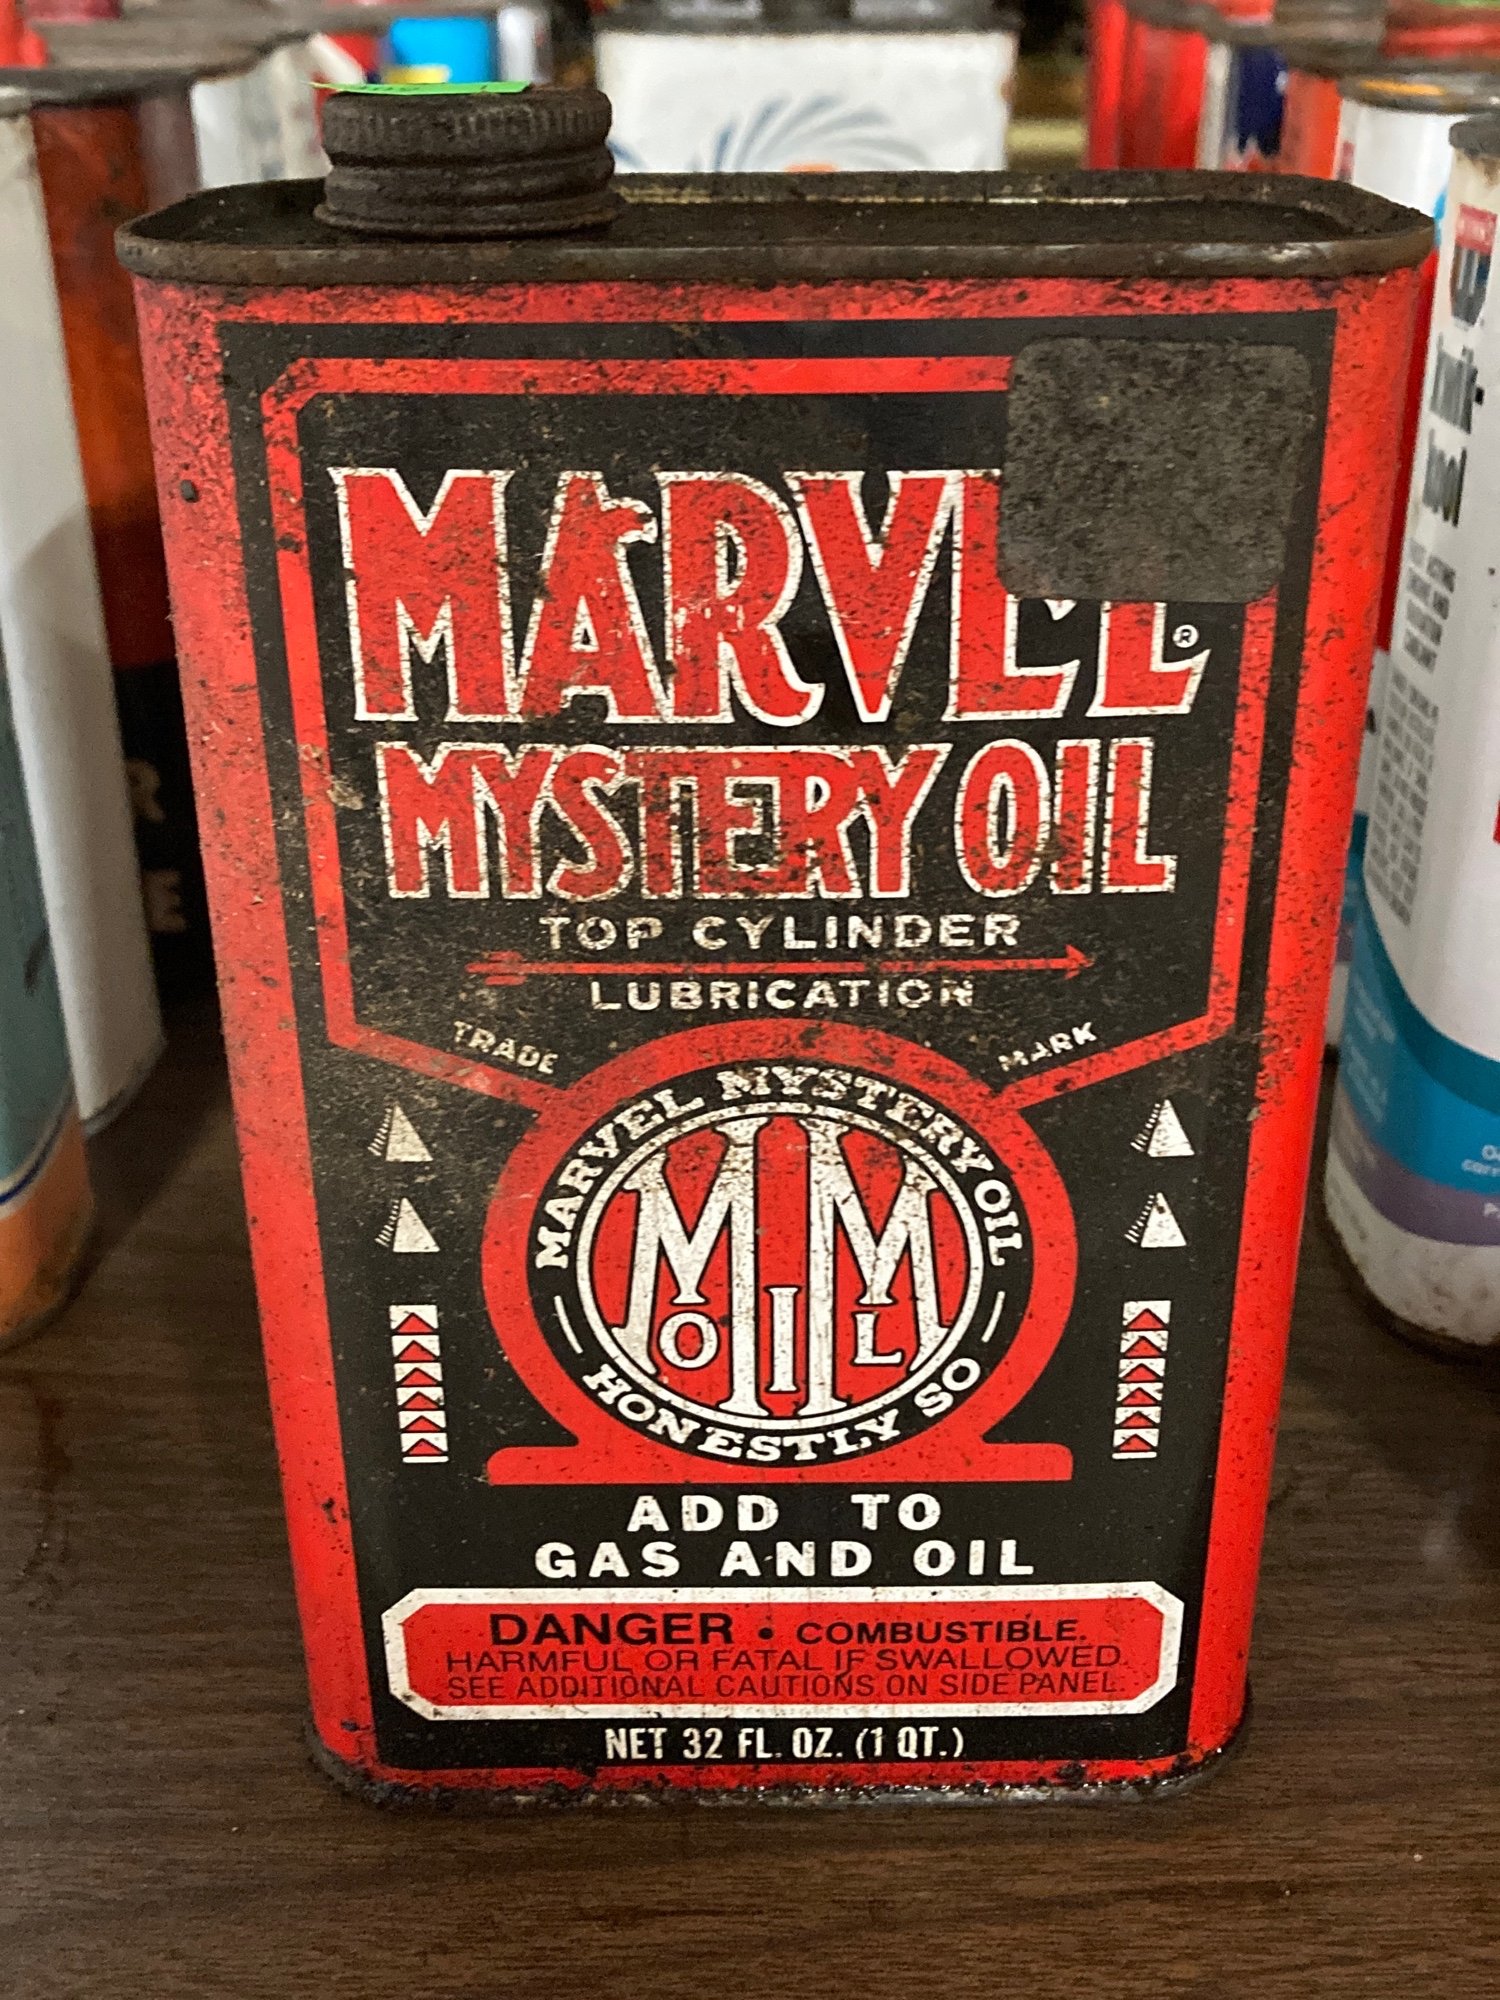 MARVEL®
MYSTERY OIL
TOP CYLINDER
LUBRICATION
TRADE MARK
MARVEL MYSTERY OIL
MM
OIL
HONESTLY SO
ADD TO
GAS AND OIL
DANGER • COMBUSTIBLE.
HARMFUL OR FATAL IF SWALLOWED.
SEE ADDITIONAL CAUTIONS ON SIDE PANEL.
NET 32 FL. OZ. (1 QT.)